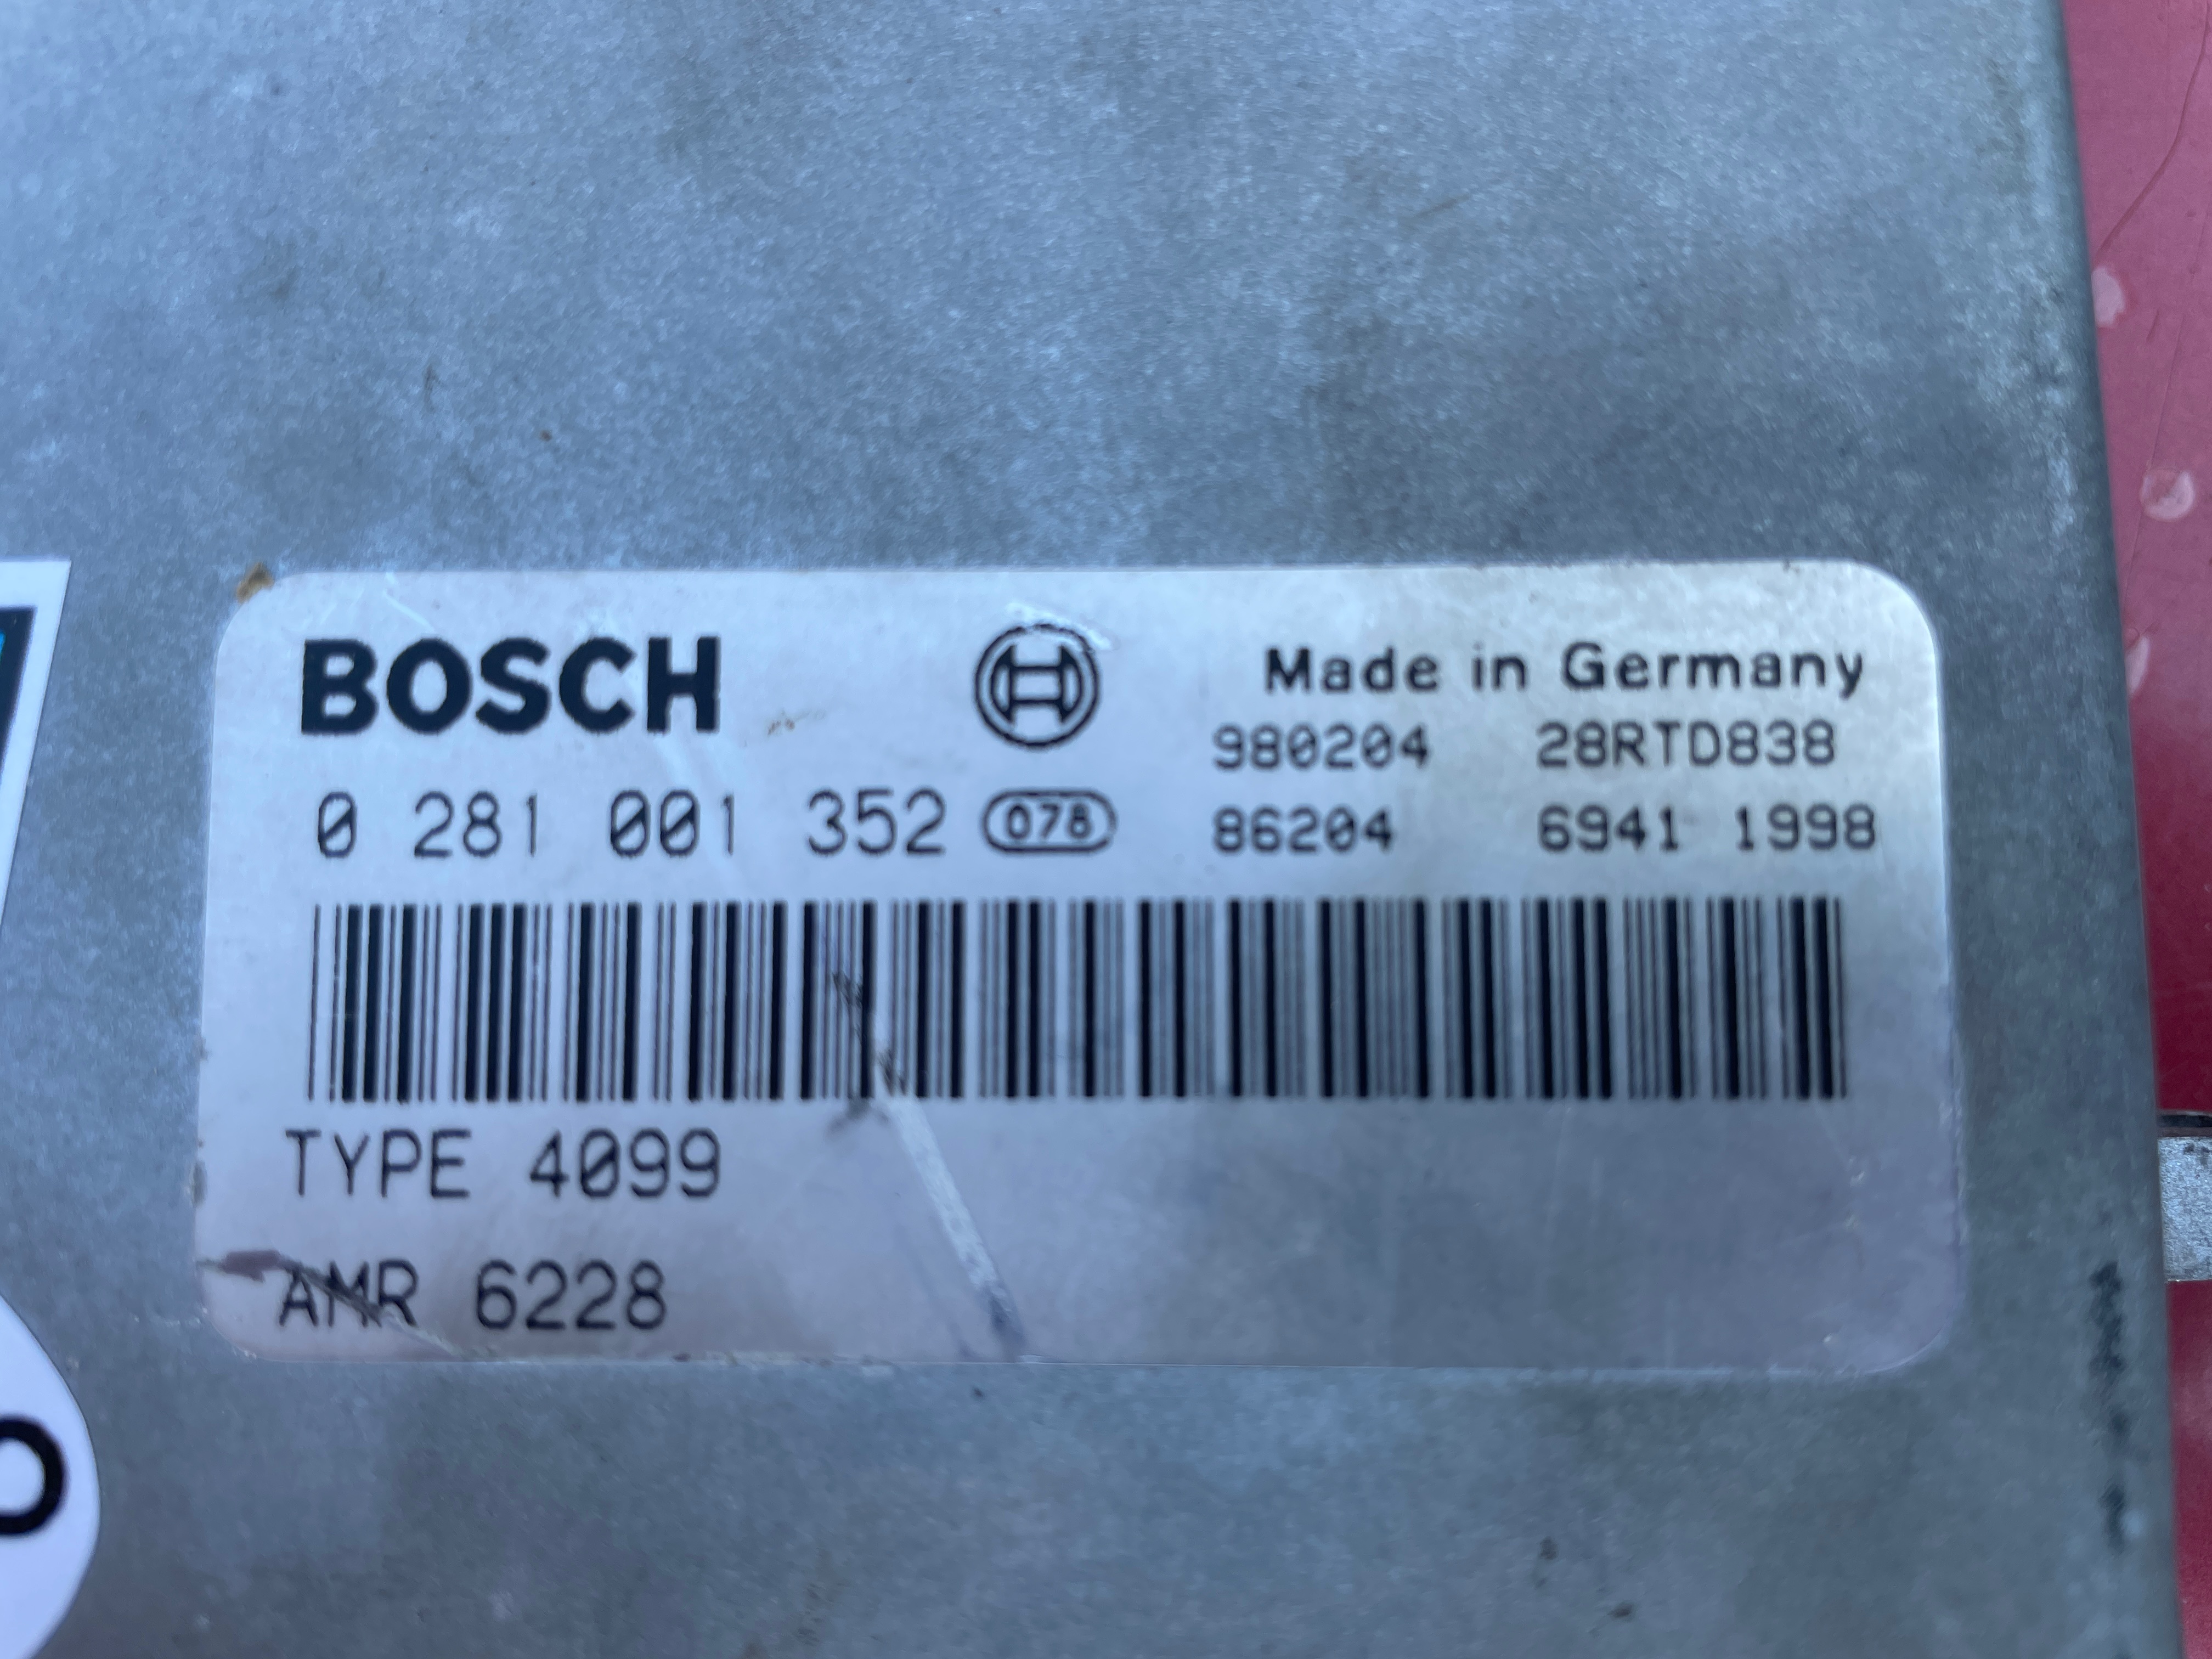 BOSCH
Made in Germany
980204 28RTD838
0 281 001 352 078 86204 6941 1998
TYPE 4099
AMR 6228